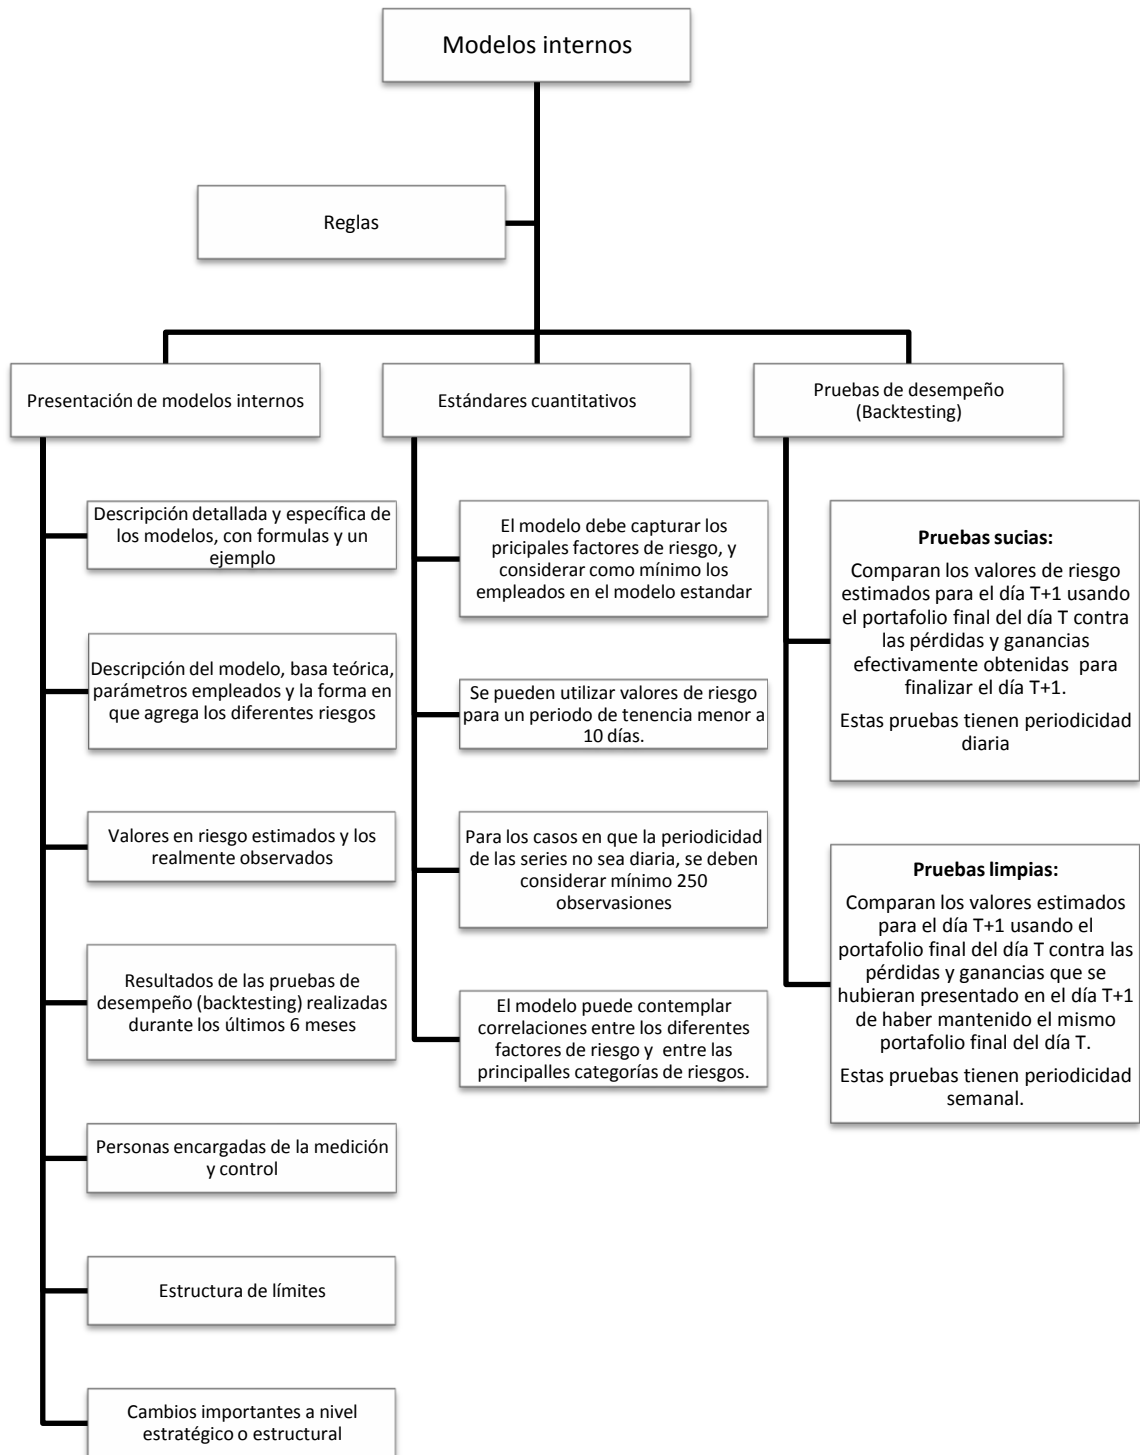 Modelos internos
Reglas
Presentación de modelos internos
Descripción detallada y específica de
los modelos, con formulas y un
ejemplo
Descripción del modelo, basa teórica,
parámetros empleados y la forma en
que agrega los diferentes riesgos
Valores en riesgo estimados y los
realmente observados
Resultados de las pruebas de
desempeño (backtesting) realizadas
durante los últimos 6 meses
Personas encargadas de la medición
y control
Estructura de límites
Cambios importantes a nivel
estratégico o estructural
Estándares cuantitativos
El modelo debe capturar los
pricipales factores de riesgo, y
considerar como mínimo los
empleados en el modelo estandar
Se pueden utilizar valores de riesgo
para un periodo de tenencia menor a
10 días.
Para los casos en que la periodicidad
de las series no sea diaria, se deben
considerar mínimo 250
observasiones
El modelo puede contemplar
correlaciones entre los diferentes
factores de riesgo y entre las
principalles categorías de riesgos.
Pruebas de desempeño
(Backtesting)
Pruebas sucias:
Comparan los valores de riesgo
estimados para el día T+1 usando
el portafolio final del día T contra
las pérdidas y ganancias
efectivamente obtenidas para
finalizar el día T+1.
Estas pruebas tienen periodicidad
diaria
Pruebas limpias:
Comparan los valores estimados
para el día T+1 usando el
portafolio final del día T contra las
pérdidas y ganancias que se
hubieran presentado en el día T+1
de haber mantenido el mismo
portafolio final del día T.
Estas pruebas tienen periodicidad
semanal.